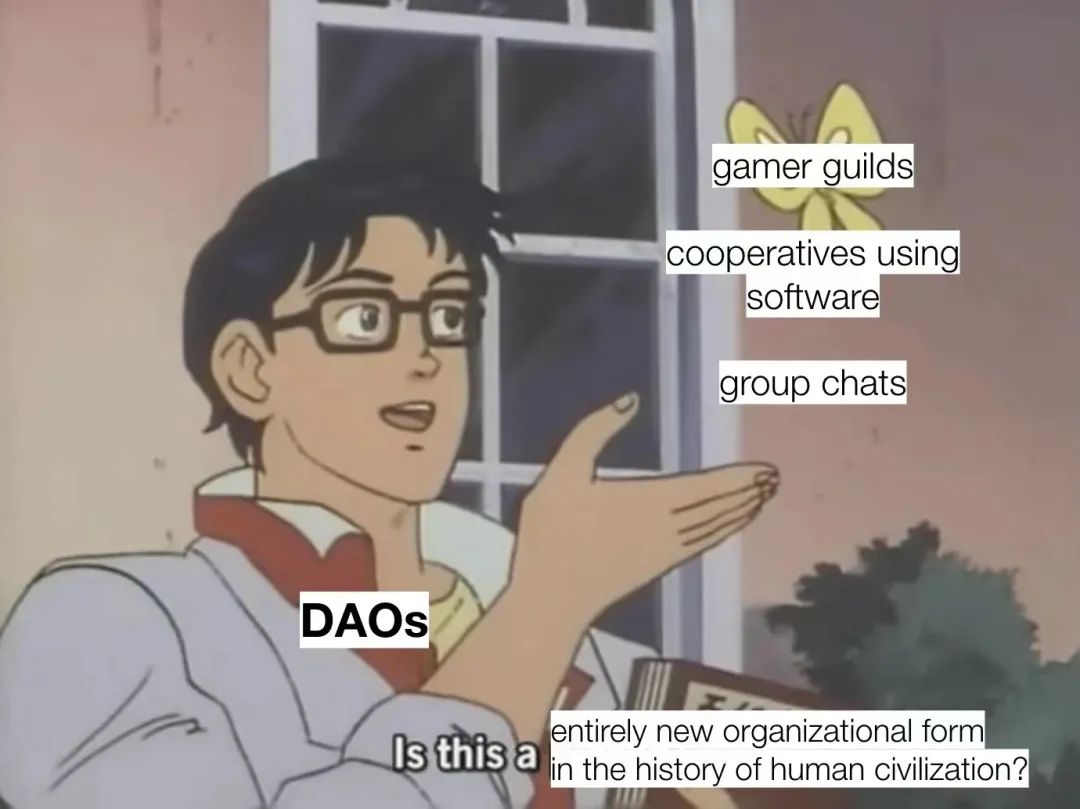 gamer guilds
cooperatives using
software
group chats
DAOs
Is this a
entirely new organizational form
in the history of human civilization?